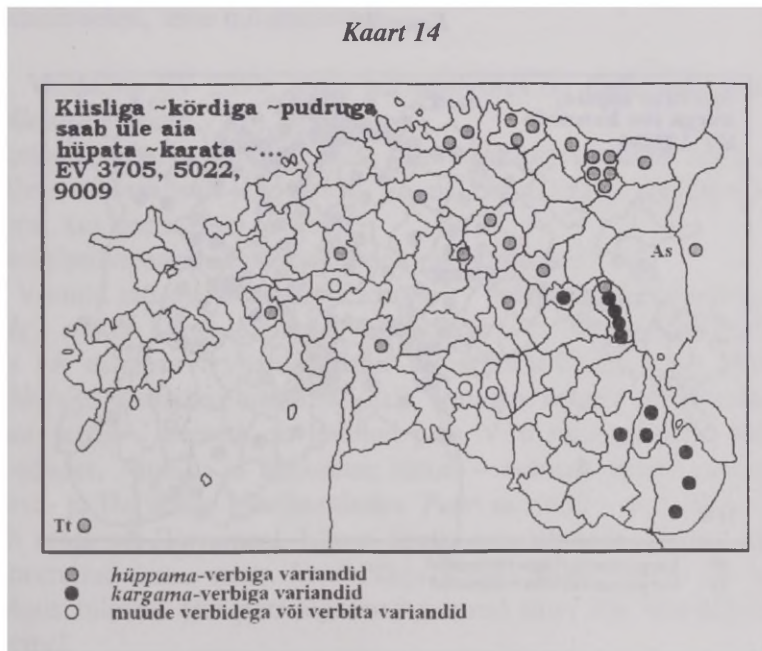 Kaart 14
Kiisliga ~kördiga ~pudruga
saab üle aia
hüpata ~karata ~...
EV 3705, 5022,
9009
As
Tt
hüppama-verbiga variandid
kargama-verbiga variandid
muude verbidega või verbita variandid